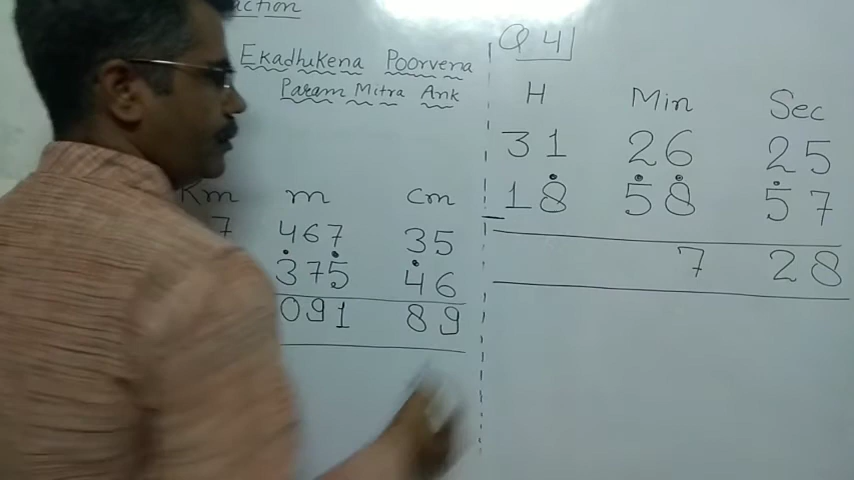 action
Ekadhikena Poorvena
Param Mitra Ank
Km m cm
7 467 35
375 46
091 89
Q 4
H Min Sec
31 26 25
- 18 58 57
7 28